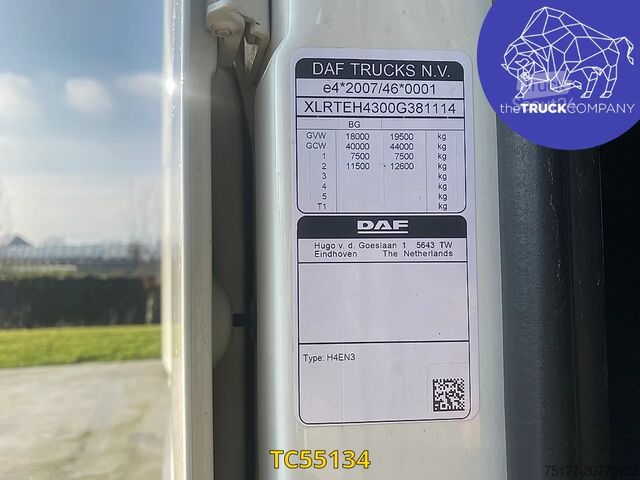 DAF TRUCKS N.V.
e4*2007/46*0001
XLRTEH4300G381114
BG
GVW 18000 19500 kg
GCW 40000 44000 kg
1 7500 7500 kg
2 11500 12600 kg
3 kg
4 kg
5 kg
T1 kg
DAF
Hugo v. d. Goeslaan 1 5643 TW
Eindhoven The Netherlands
Type: H4EN3
theTRUCKCOMPANY
TC55134